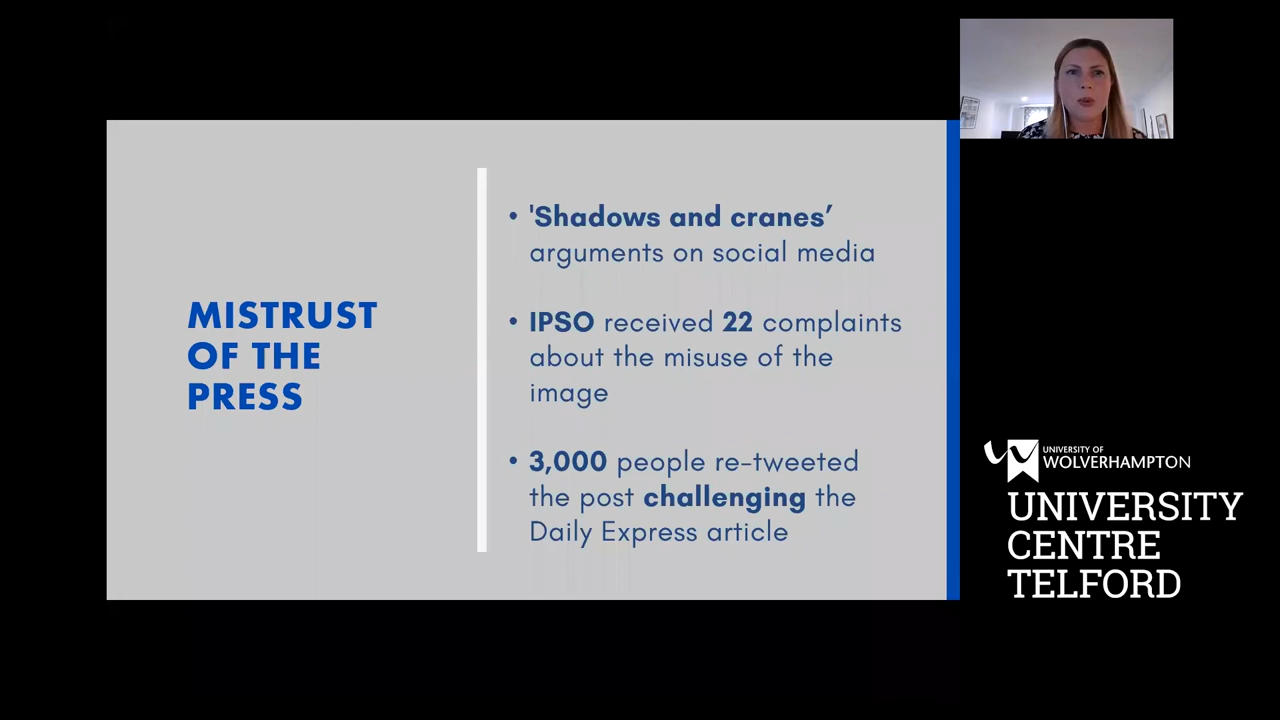 MISTRUST
OF THE
PRESS
• 'Shadows and cranes’
arguments on social media
• IPSO received 22 complaints
about the misuse of the
image
• 3,000 people re-tweeted
the post challenging the
Daily Express article
UNIVERSITY OF
WOLVERHAMPTON
UNIVERSITY
CENTRE
TELFORD